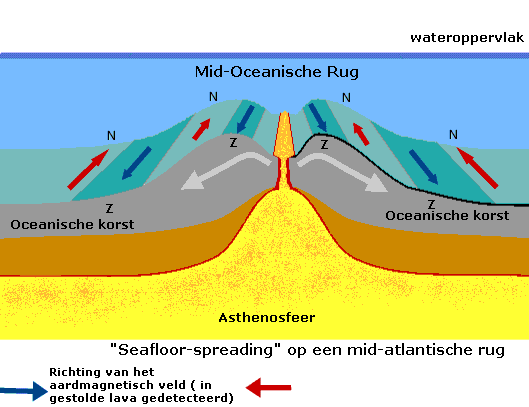 wateroppervlak
Mid-Oceanische Rug
N
N
N
N
Z
Z
Z
Z
Oceanische korst
Oceanische korst
Asthenosfeer
"Seafloor-spreading" op een mid-atlantische rug
Richting van het
aardmagnetisch veld ( in
gestolde lava gedetecteerd)